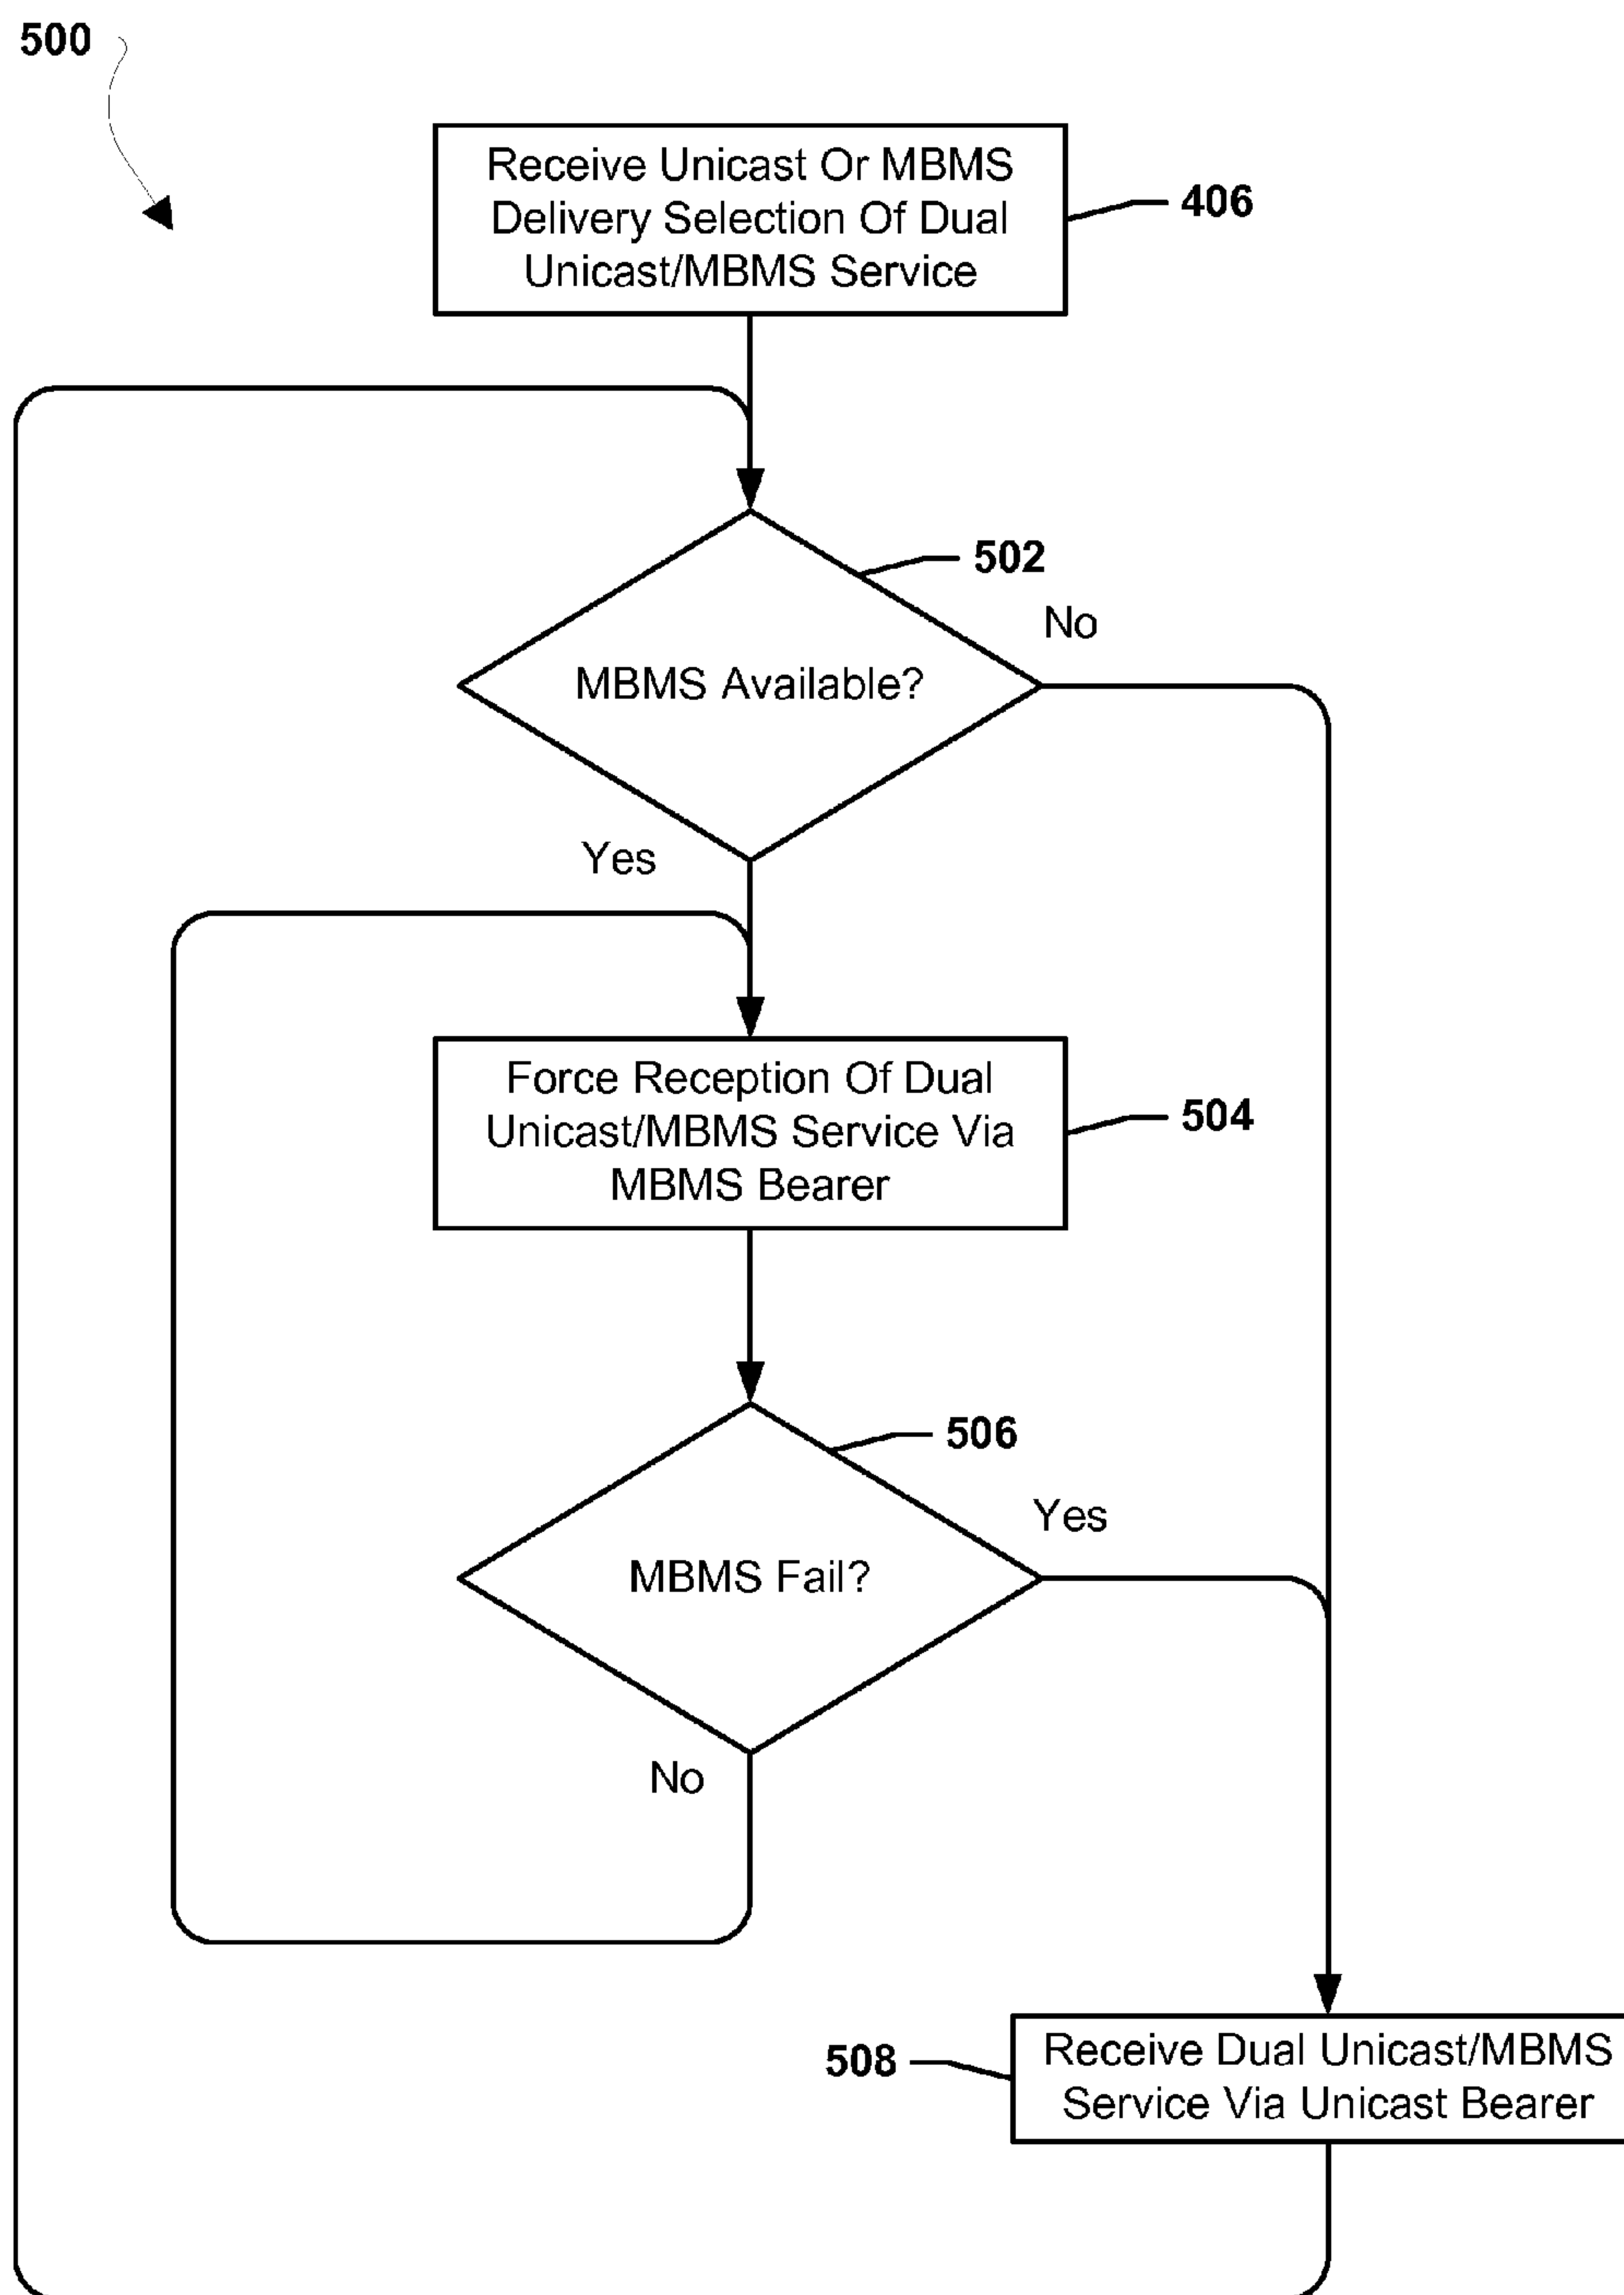 500
Receive Unicast Or MBMS
Delivery Selection Of Dual
Unicast/MBMS Service
406
502
No
MBMS Available?
Yes
Force Reception Of Dual
Unicast/MBMS Service Via
MBMS Bearer
504
506
Yes
MBMS Fail?
No
508
Receive Dual Unicast/MBMS
Service Via Unicast Bearer